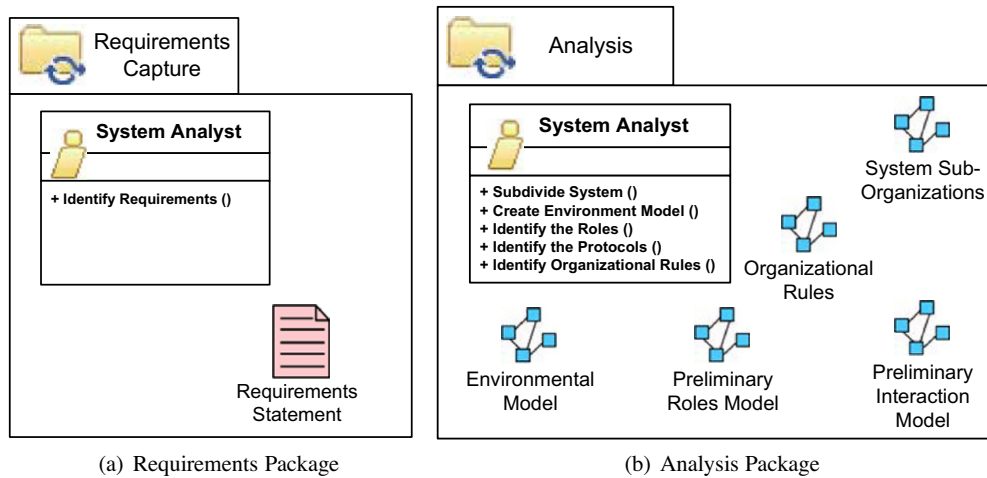 Requirements
Capture
System Analyst
+ Identify Requirements ()
Requirements
Statement
(a) Requirements Package
Analysis
System Analyst
+ Subdivide System ()
+ Create Environment Model ()
+ Identify the Roles ()
+ Identify the Protocols ()
+ Identify Organizational Rules ()
System Sub-
Organizations
Organizational
Rules
Environmental
Model
Preliminary
Roles Model
Preliminary
Interaction
Model
(b) Analysis Package